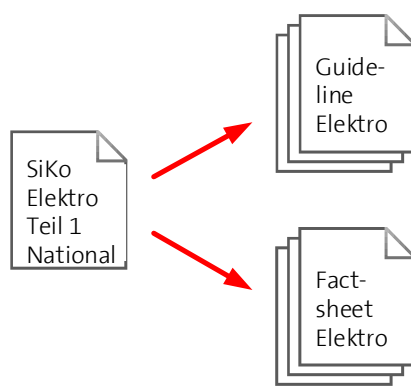 Guide-
line
Elektro
SiKo
Elektro
Teil 1
National
Fact-
sheet
Elektro